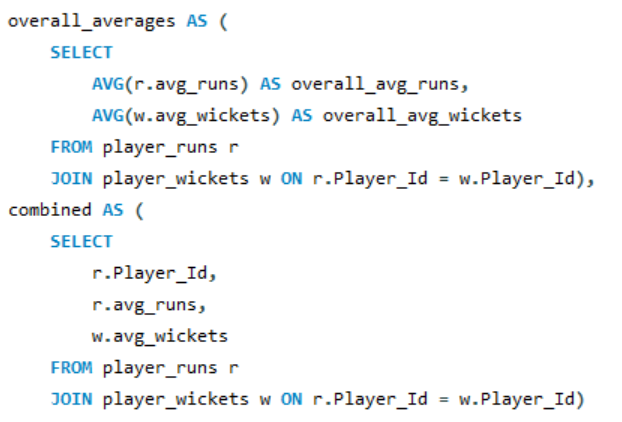 overall_averages AS (
    SELECT
        AVG(r.avg_runs) AS overall_avg_runs,
        AVG(w.avg_wickets) AS overall_avg_wickets
    FROM player_runs r
    JOIN player_wickets w ON r.Player_Id = w.Player_Id),
combined AS (
    SELECT
        r.Player_Id,
        r.avg_runs,
        w.avg_wickets
    FROM player_runs r
    JOIN player_wickets w ON r.Player_Id = w.Player_Id)